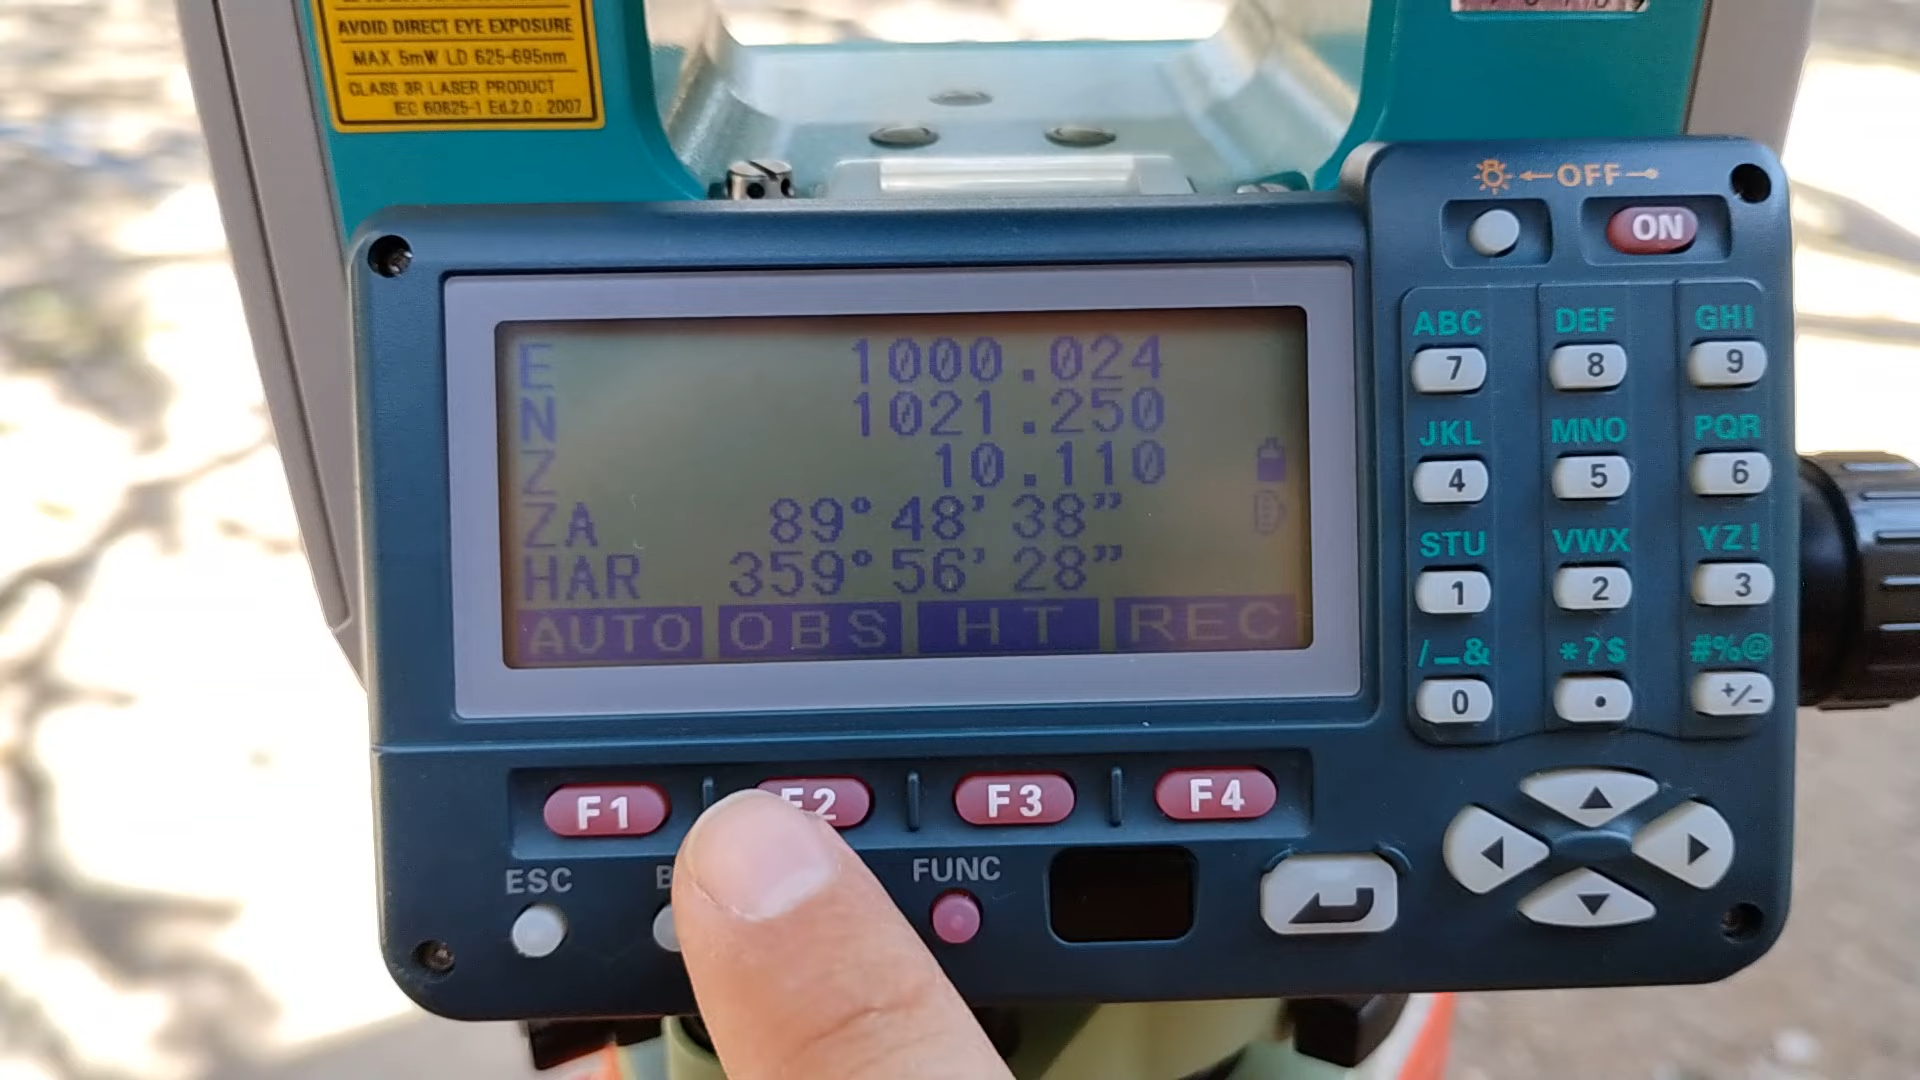 AVOID DIRECT EYE EXPOSURE
MAX 5mW LD 625-695nm
CLASS 3R LASER PRODUCT
IEC 60825-1 Ed.2.0 : 2007
OFF
ON
E 1000.024
N 1021.250
Z 10.110
ZA 89°48'38"
HAR 359°56'28"
AUTO OBS HT REC
ABC DEF GHI
7 8 9
JKL MNO PQR
4 5 6
STU VWX YZ!
1 2 3
/_& *?$ #%@
0 . +/-
F1 F2 F3 F4
ESC FUNC